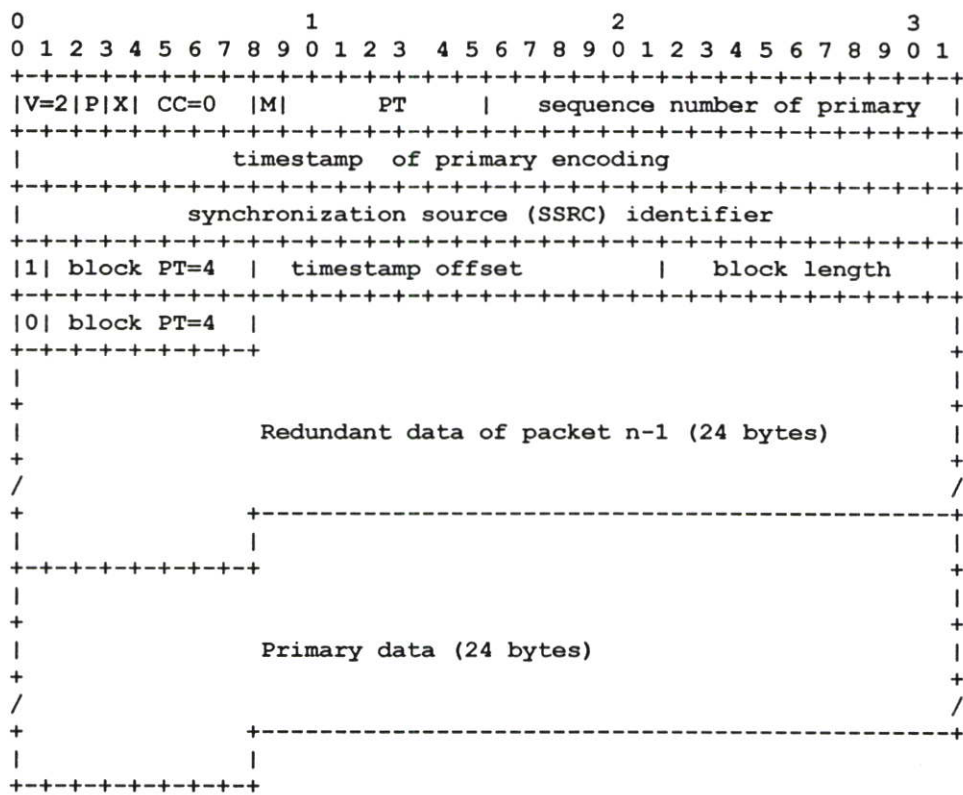 0                   1                    2                   3
0 1 2 3 4 5 6 7 8 9 0 1 2 3  4 5 6 7 8 9 0 1 2 3 4 5 6 7 8 9 0 1
+-+-+-+-+-+-+-+-+-+-+-+-+-+-+-+-+-+-+-+-+-+-+-+-+-+-+-+-+-+-+-+-+
|V=2|P|X| CC=0  |M|      PT     |   sequence number of primary  |
+-+-+-+-+-+-+-+-+-+-+-+-+-+-+-+-+-+-+-+-+-+-+-+-+-+-+-+-+-+-+-+-+
|              timestamp  of primary encoding                   |
+-+-+-+-+-+-+-+-+-+-+-+-+-+-+-+-+-+-+-+-+-+-+-+-+-+-+-+-+-+-+-+-+
|           synchronization source (SSRC) identifier            |
+-+-+-+-+-+-+-+-+-+-+-+-+-+-+-+-+-+-+-+-+-+-+-+-+-+-+-+-+-+-+-+-+
|1| block PT=4  |  timestamp offset         |   block length    |
+-+-+-+-+-+-+-+-+-+-+-+-+-+-+-+-+-+-+-+-+-+-+-+-+-+-+-+-+-+-+-+-+
|0| block PT=4  |                                               |
+-+-+-+-+-+-+-+-+                                               +
|                                                               |
+                                                               +
|                Redundant data of packet n-1 (24 bytes)        |
+                                                               +
/                                                               /
+               +-----------------------------------------------+
|               |                                               |
+-+-+-+-+-+-+-+-+                                               +
|                                                               |
+                                                               +
|                Primary data (24 bytes)                        |
+                                                               +
/                                                               /
+               +-----------------------------------------------+
|               |
+-+-+-+-+-+-+-+-+